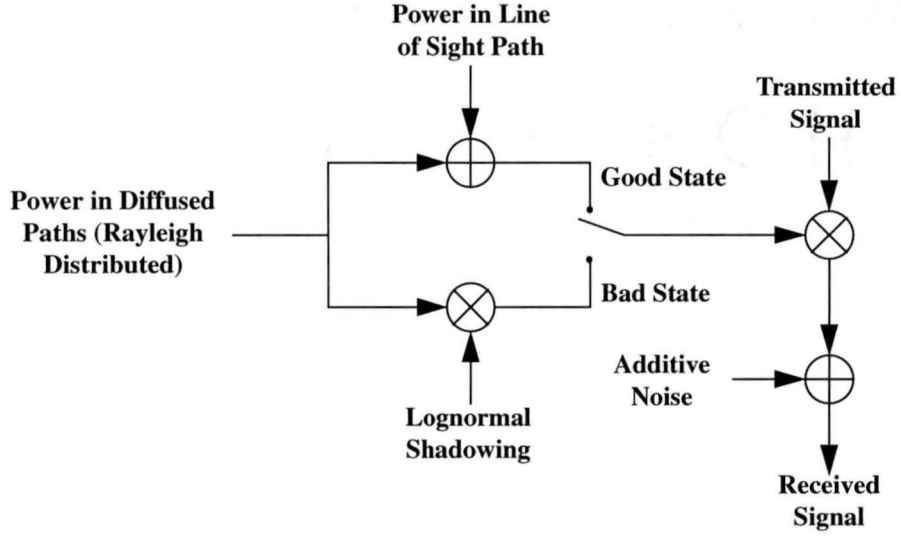 Power in Line
of Sight Path
Transmitted
Signal
Good State
Power in Diffused
Paths (Rayleigh
Distributed)
Bad State
Additive
Noise
Lognormal
Shadowing
Received
Signal